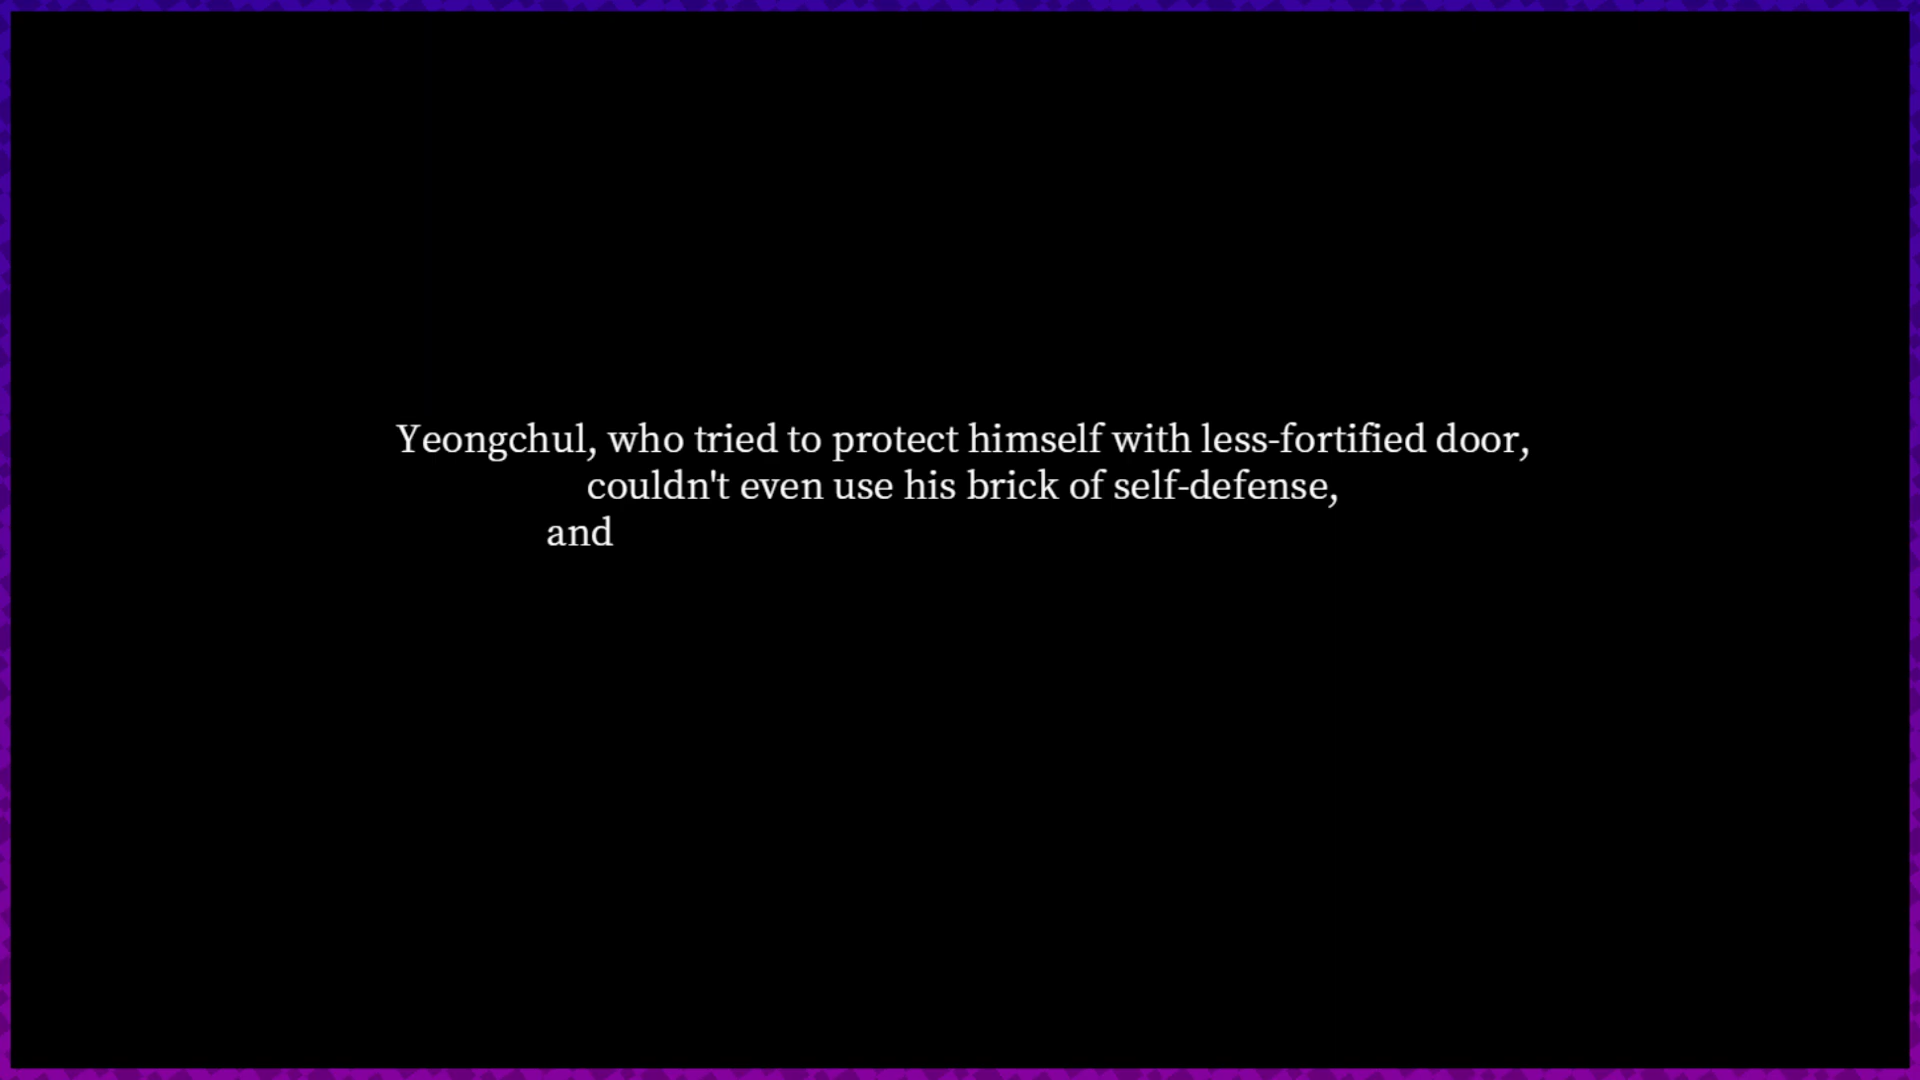 Yeongchul, who tried to protect himself with less-fortified door,
couldn't even use his brick of self-defense,
and